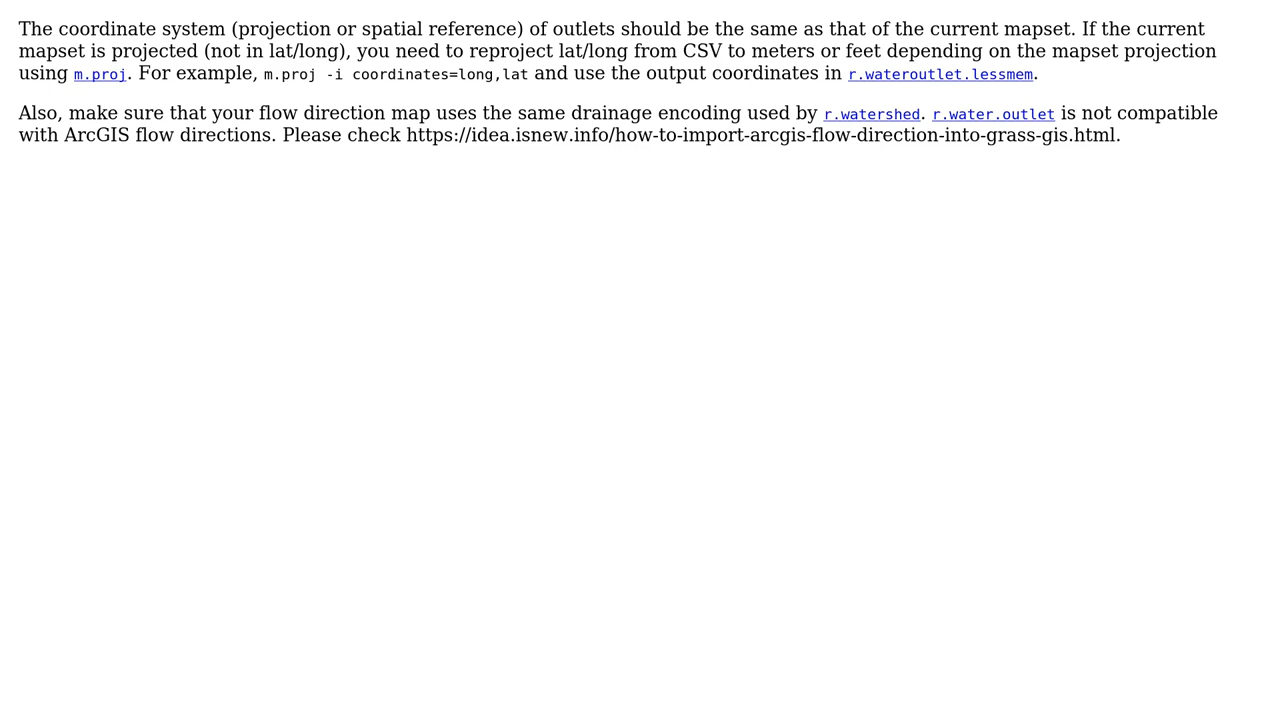 The coordinate system (projection or spatial reference) of outlets should be the same as that of the current mapset. If the current
mapset is projected (not in lat/long), you need to reproject lat/long from CSV to meters or feet depending on the mapset projection
using m.proj. For example, m.proj -i coordinates=long,lat and use the output coordinates in r.wateroutlet.lessmem.
Also, make sure that your flow direction map uses the same drainage encoding used by r.watershed. r.water.outlet is not compatible
with ArcGIS flow directions. Please check https://idea.isnew.info/how-to-import-arcgis-flow-direction-into-grass-gis.html.